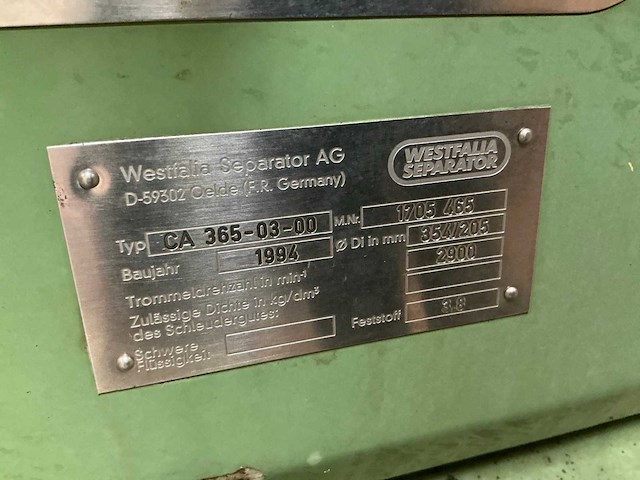 Westfalia Separator AG
D-59302 Oelde (F.R. Germany)
WESTFALIA
SEPARATOR
Typ CA 365-03-00 M.Nr. 1705 465
Baujahr 1994 Ø Di in mm 354/205
Trommeldrehzahl in min-1 2900
Zulässige Dichte in kg/dm³
des Schleudergutes:
Schwere
Flüssigkeit Feststoff 3.8